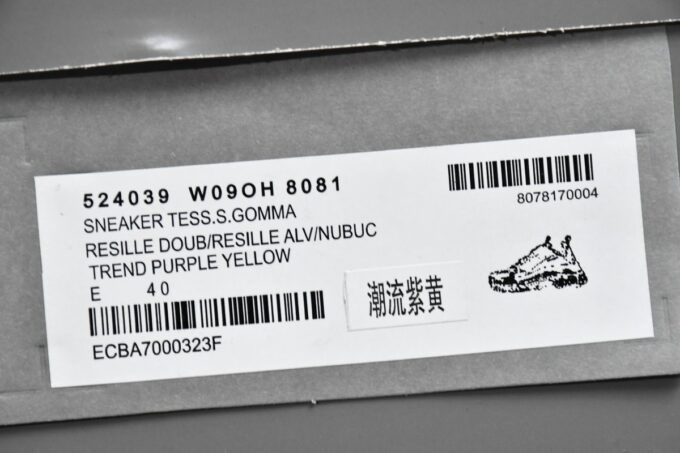 524039 W09OH 8081
SNEAKER TESS.S.GOMMA
RESILLE DOUB/RESILLE ALV/NUBUC
TREND PURPLE YELLOW
E 40
ECBA7000323F
8078170004
潮流紫黄